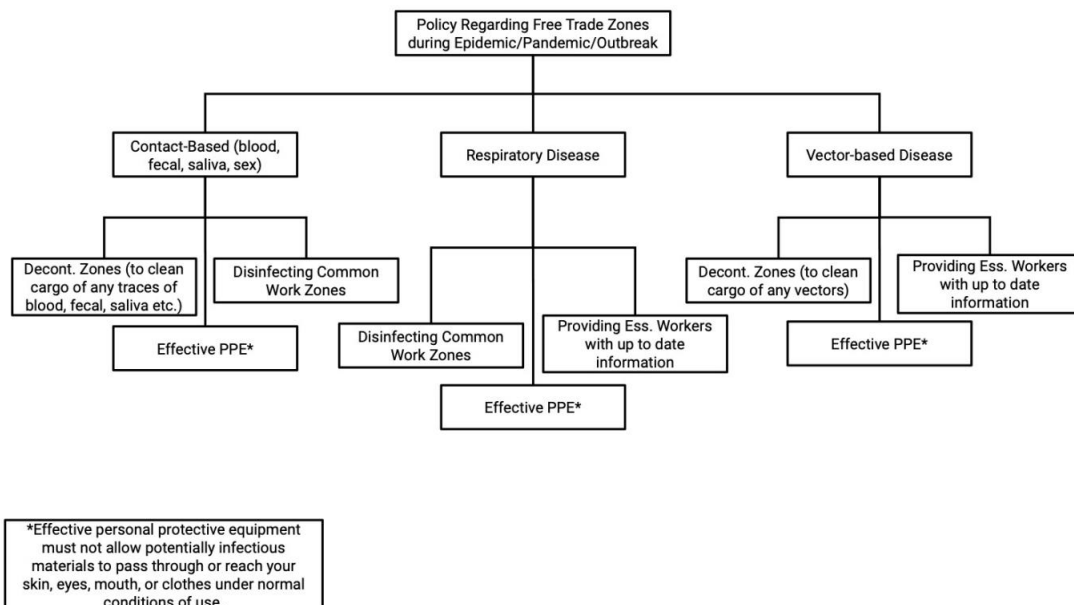 Policy Regarding Free Trade Zones
during Epidemic/Pandemic/Outbreak
Contact-Based (blood,
fecal, saliva, sex)
Respiratory Disease
Vector-based Disease
Decont. Zones (to clean
cargo of any traces of
blood, fecal, saliva etc.)
Disinfecting Common
Work Zones
Effective PPE*
Disinfecting Common
Work Zones
Providing Ess. Workers
with up to date
information
Effective PPE*
Decont. Zones (to clean
cargo of any vectors)
Providing Ess. Workers
with up to date
information
Effective PPE*
*Effective personal protective equipment
must not allow potentially infectious
materials to pass through or reach your
skin, eyes, mouth, or clothes under normal
conditions of use